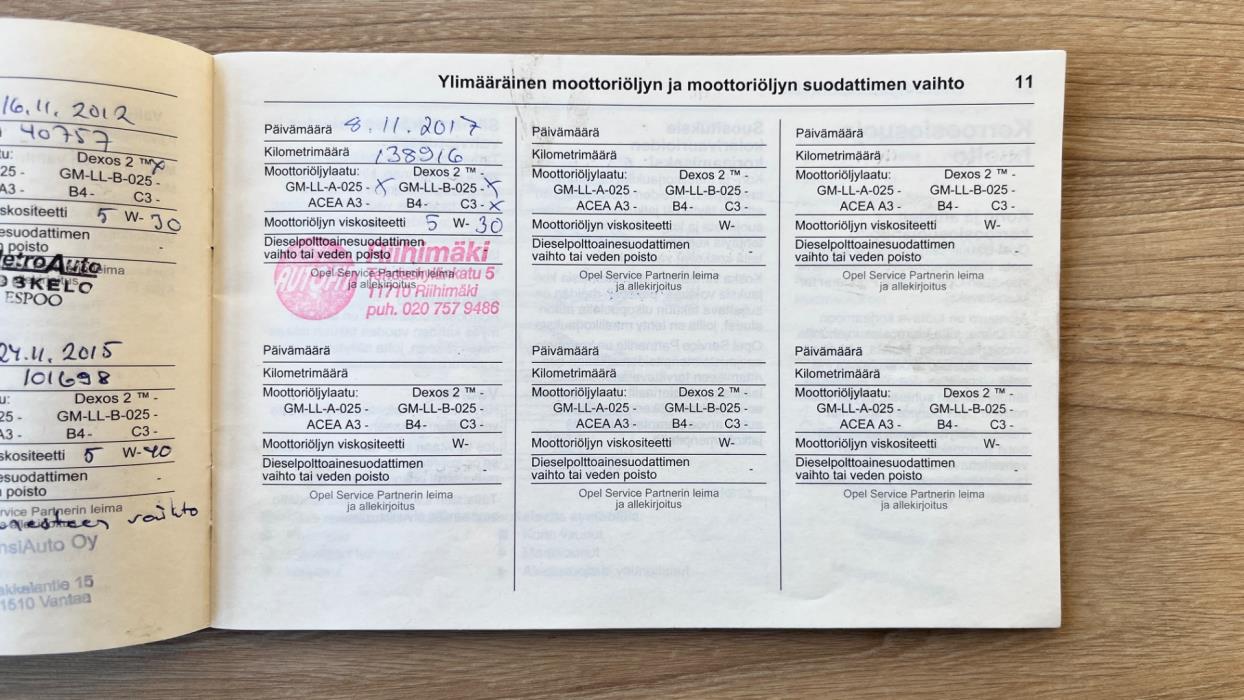 16.11.2012
40757
tu: Dexos 2 ™ x
025 - GM-LL-B-025 -
A3 - B4 - C3 -
skositeetti 5 W- 30
esuodattimen
n poisto -
MetroAuto
OSKELO
ESPOO
24.11.2015
101698
u: Dexos 2 ™ -
25 - GM-LL-B-025 -
A3 - B4 - C3 -
skositeetti 5 W- 40
esuodattimen
n poisto -
rvice Partnerin leima
a allekirjoitus
vaihto
nsiAuto Oy
akkalantie 15
1510 Vantaa
Ylimääräinen moottoriöljyn ja moottoriöljyn suodattimen vaihto 11
Päivämäärä 8.11.2017
Kilometrimäärä 138916
Moottoriöljylaatu: Dexos 2 ™ -
GM-LL-A-025 - x GM-LL-B-025 - x
ACEA A3 - B4 - C3 - x
Moottoriöljyn viskositeetti 5 W- 30
Dieselpolttoainesuodattimen
vaihto tai veden poisto -
Opel Service Partnerin leima
ja allekirjoitus
Riihimäki
11710 Riihimäki
puh. 020 757 9486
Päivämäärä
Kilometrimäärä
Moottoriöljylaatu: Dexos 2 ™ -
GM-LL-A-025 - GM-LL-B-025 -
ACEA A3 - B4 - C3 -
Moottoriöljyn viskositeetti W-
Dieselpolttoainesuodattimen
vaihto tai veden poisto -
Opel Service Partnerin leima
ja allekirjoitus
Päivämäärä
Kilometrimäärä
Moottoriöljylaatu: Dexos 2 ™ -
GM-LL-A-025 - GM-LL-B-025 -
ACEA A3 - B4 - C3 -
Moottoriöljyn viskositeetti W-
Dieselpolttoainesuodattimen
vaihto tai veden poisto -
Opel Service Partnerin leima
ja allekirjoitus
Päivämäärä
Kilometrimäärä
Moottoriöljylaatu: Dexos 2 ™ -
GM-LL-A-025 - GM-LL-B-025 -
ACEA A3 - B4 - C3 -
Moottoriöljyn viskositeetti W-
Dieselpolttoainesuodattimen
vaihto tai veden poisto -
Opel Service Partnerin leima
ja allekirjoitus
Päivämäärä
Kilometrimäärä
Moottoriöljylaatu: Dexos 2 ™ -
GM-LL-A-025 - GM-LL-B-025 -
ACEA A3 - B4 - C3 -
Moottoriöljyn viskositeetti W-
Dieselpolttoainesuodattimen
vaihto tai veden poisto -
Opel Service Partnerin leima
ja allekirjoitus
Päivämäärä
Kilometrimäärä
Moottoriöljylaatu: Dexos 2 ™ -
GM-LL-A-025 - GM-LL-B-025 -
ACEA A3 - B4 - C3 -
Moottoriöljyn viskositeetti W-
Dieselpolttoainesuodattimen
vaihto tai veden poisto -
Opel Service Partnerin leima
ja allekirjoitus